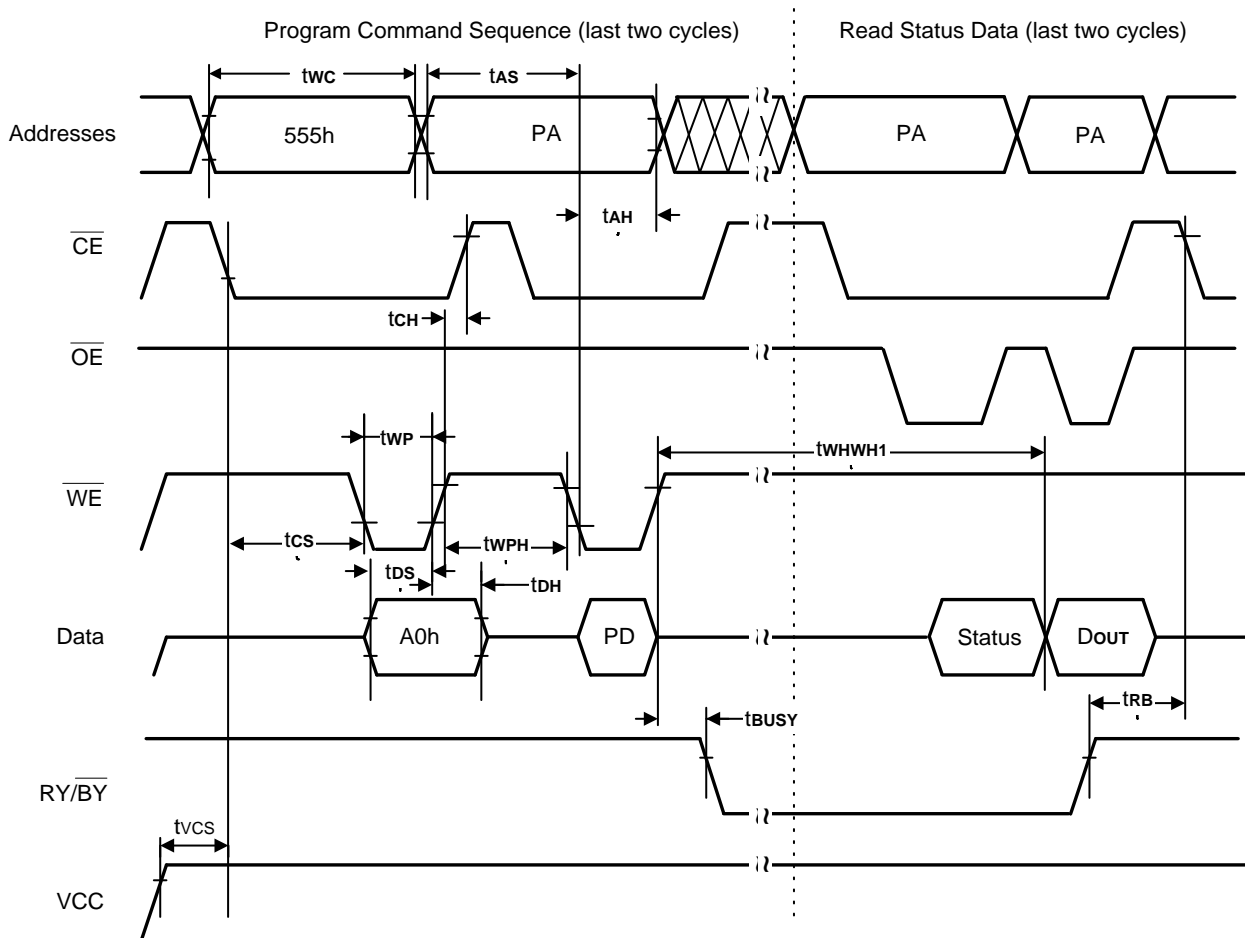 Program Command Sequence (last two cycles)
Read Status Data (last two cycles)
tWC
tAS
Addresses
555h
PA
PA
PA
tAH
CE
tCH
OE
tWP
tWHWH1
WE
tCS
tWPH
tDS
tDH
Data
A0h
PD
Status
DOUT
tBUSY
tRB
RY/BY
tVCS
VCC